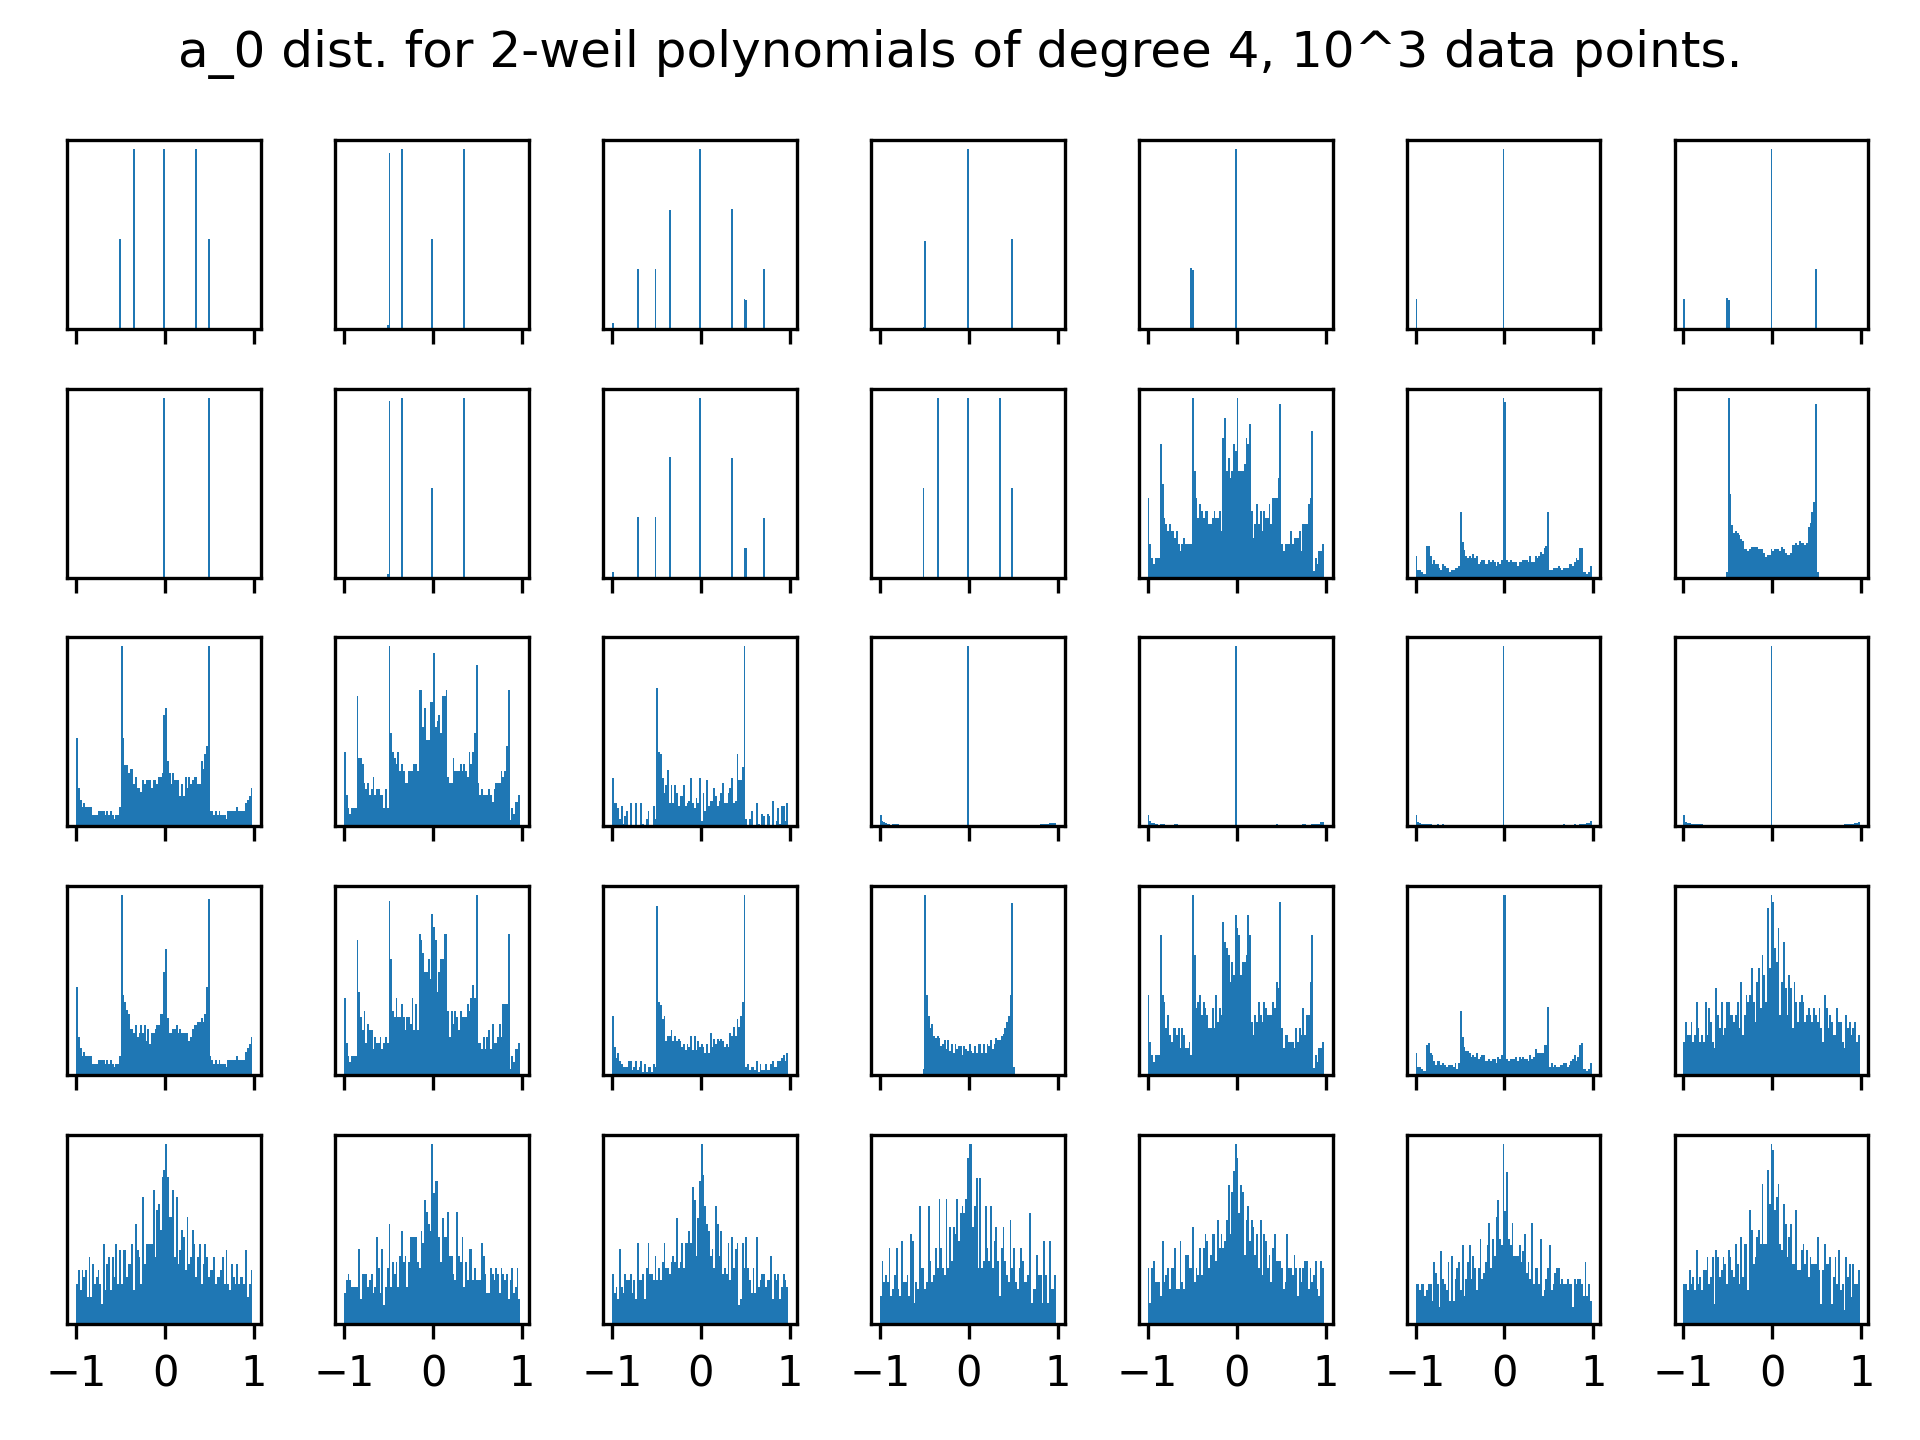 a_0 dist. for 2-weil polynomials of degree 4, 10^3 data points.
−1 0 1 −1 0 1 −1 0 1 −1 0 1 −1 0 1 −1 0 1 −1 0 1